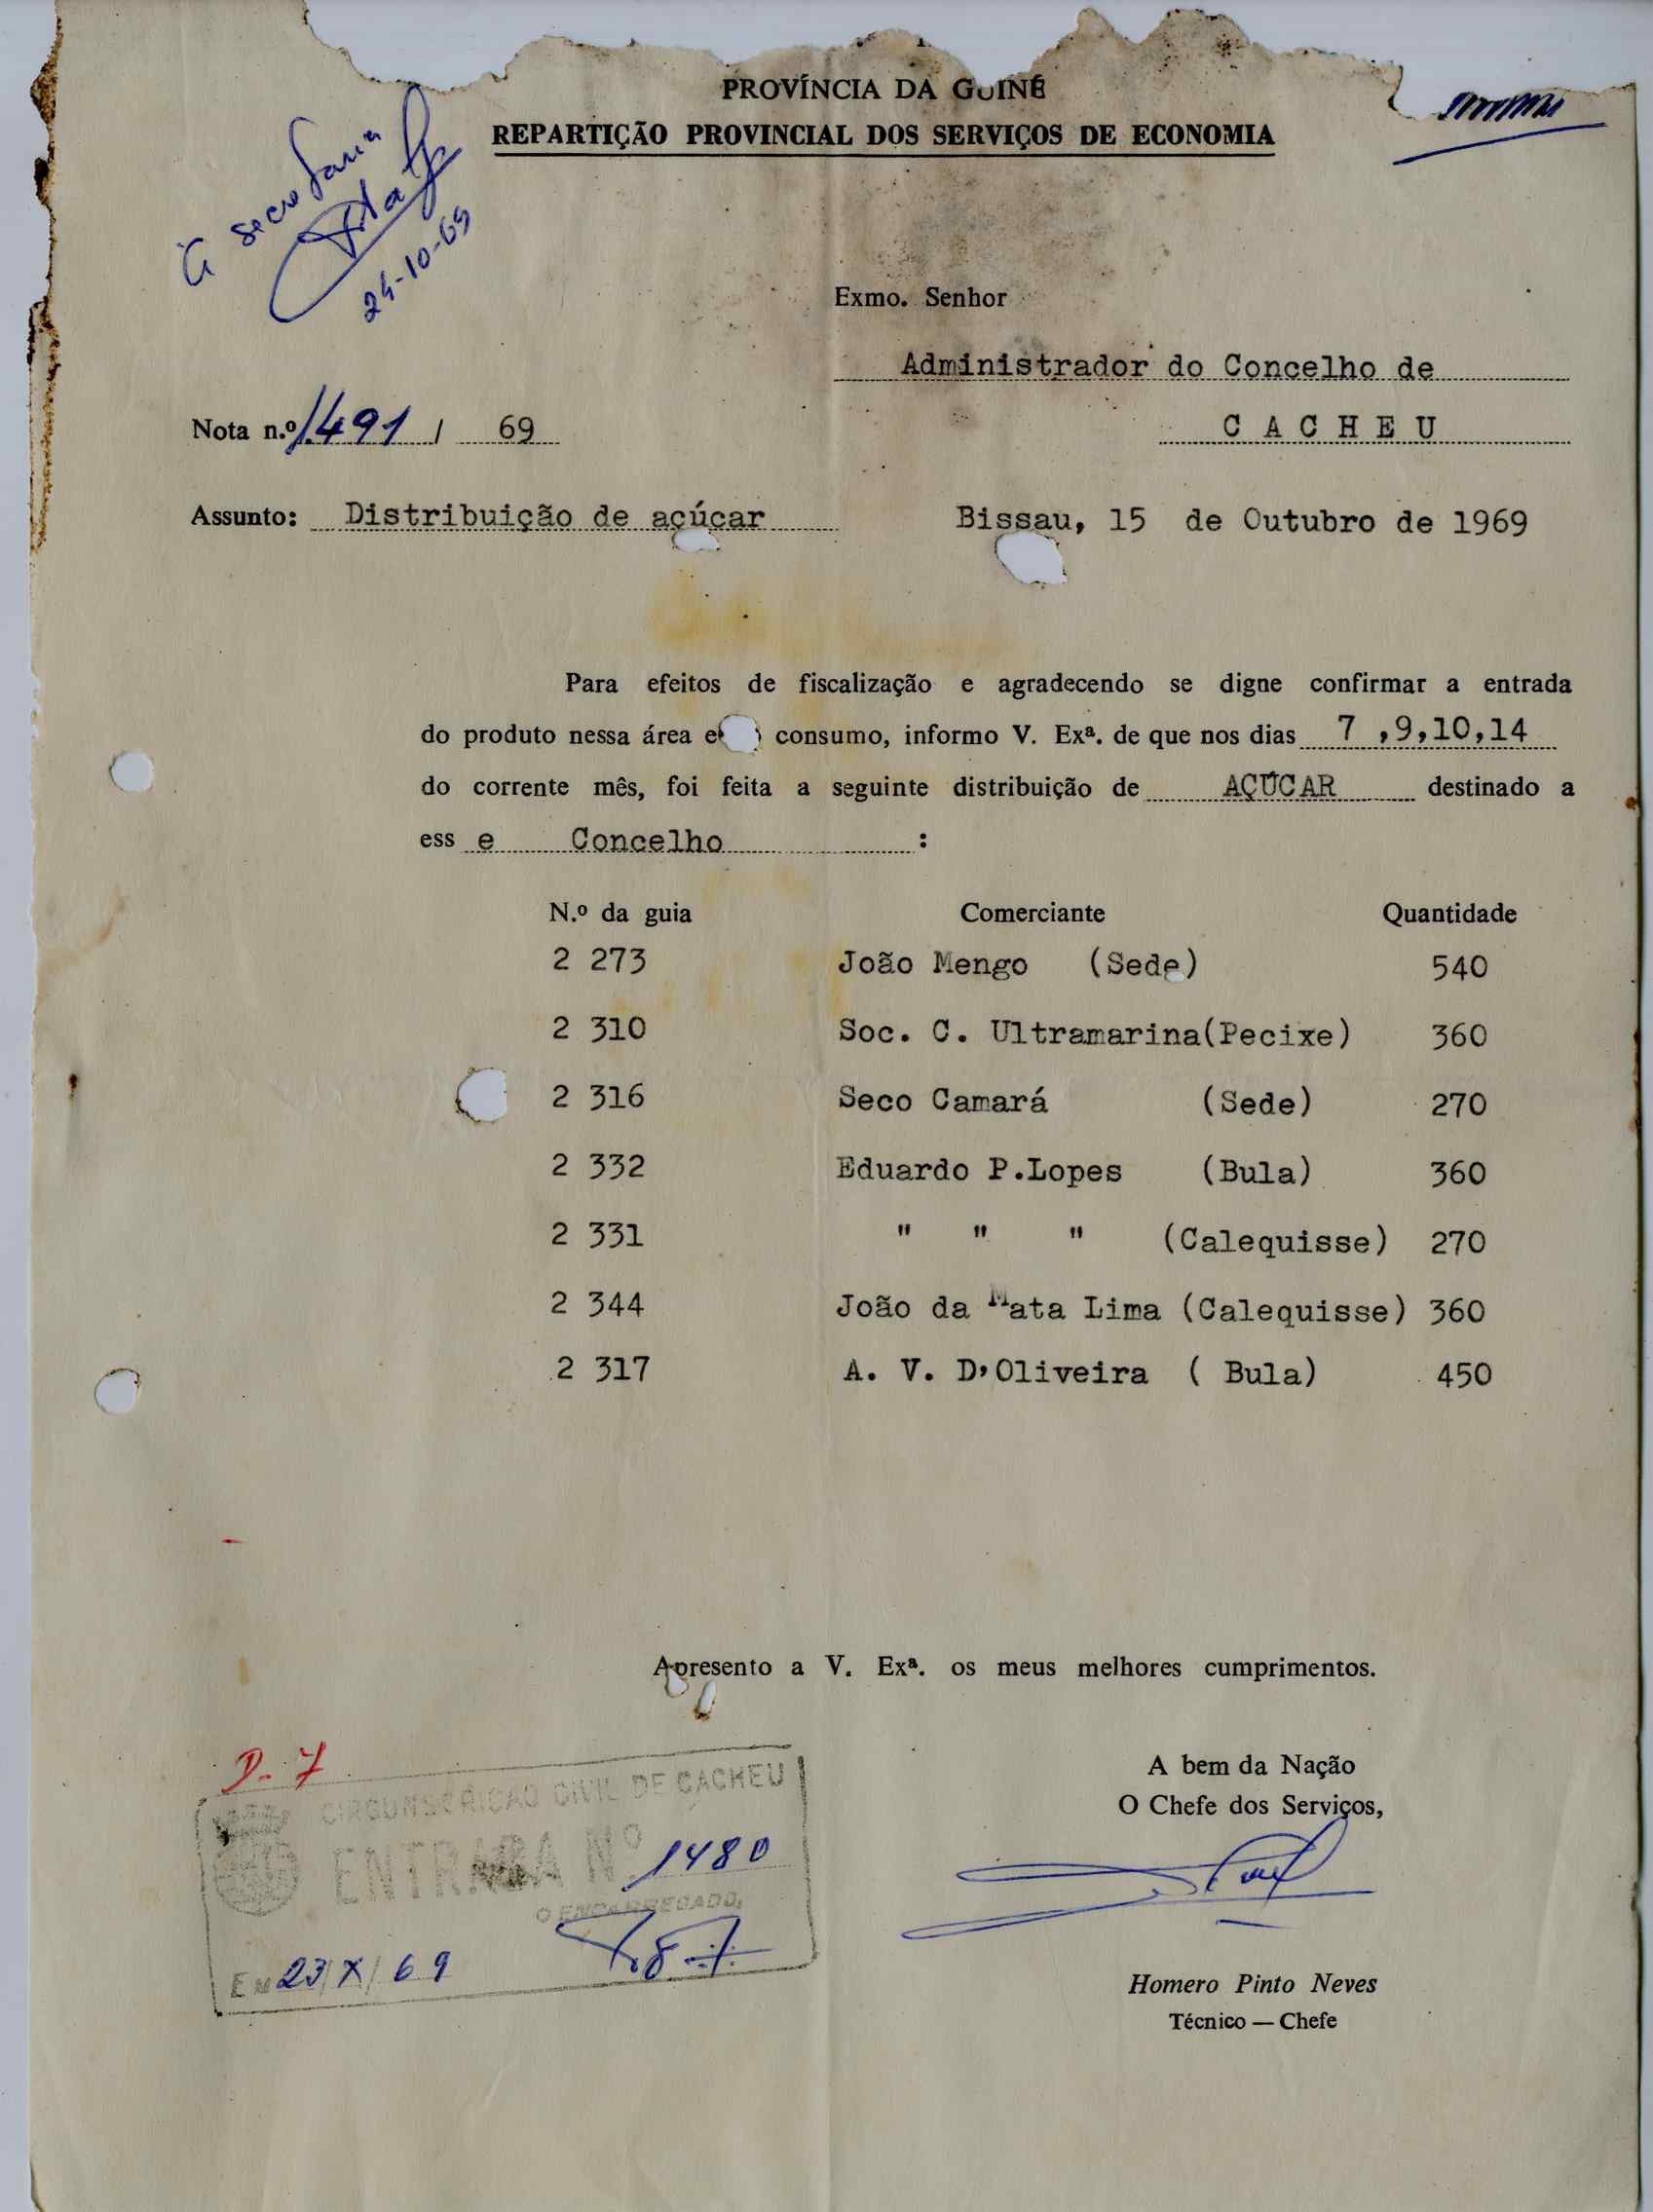 PROVÍNCIA DA GUINÉ
REPARTIÇÃO PROVINCIAL DOS SERVIÇOS DE ECONOMIA
À secretaria
24-10-69
Exmo. Senhor
Administrador do Concelho de
Nota n.º 1.491 / 69
C A C H E U
Assunto: Distribuição de açúcar
Bissau, 15 de Outubro de 1969
Para efeitos de fiscalização e agradecendo se digne confirmar a entrada
do produto nessa área e consumo, informo V. Exª. de que nos dias 7 ,9,10,14
do corrente mês, foi feita a seguinte distribuição de AÇÚCAR destinado a
ess e Concelho :
N.º da guia Comerciante Quantidade
2 273 João Mengo (Sede) 540
2 310 Soc. C. Ultramarina(Pecixe) 360
2 316 Seco Camará (Sede) 270
2 332 Eduardo P.Lopes (Bula) 360
2 331 " " " (Calequisse) 270
2 344 João da Mata Lima (Calequisse) 360
2 317 A. V. D'Oliveira ( Bula) 450
Apresento a V. Exª. os meus melhores cumprimentos.
A bem da Nação
O Chefe dos Serviços,
Homero Pinto Neves
Técnico — Chefe
D-7
CIRCUNSCRICAO CIVIL DE CACHEU
ENTRADA Nº 1480
O ENCARREGADO,
EM 23/X/69